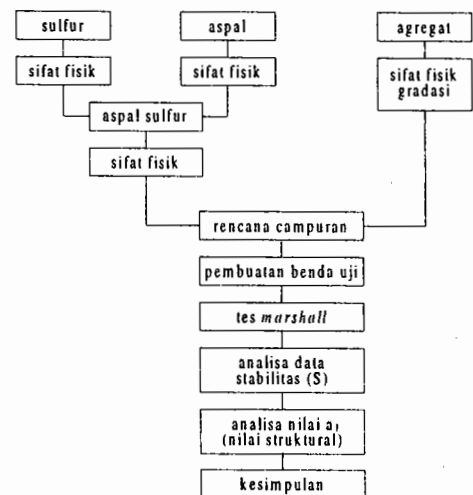 sulfur
aspal
agregat
sifat fisik
sifat fisik
sifat fisik
gradasi
aspal sulfur
sifat fisik
rencana campuran
pembuatan benda uji
tes marshall
analisa data
stabilitas (S)
analisa nilai a₁
(nilai struktural)
kesimpulan